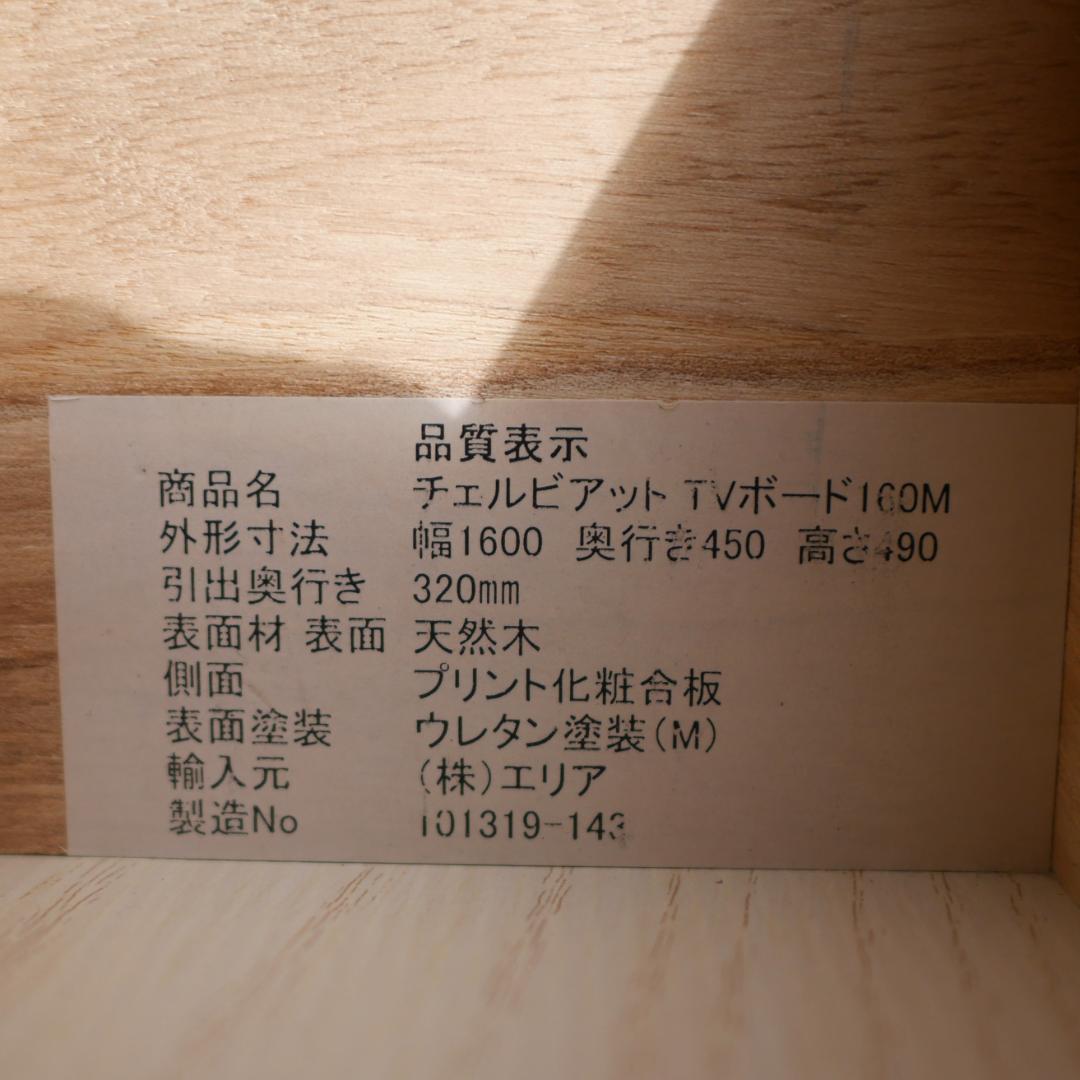 品質表示
商品名 チェルビアット TVボード160M
外形寸法 幅1600 奥行き450 高さ490
引出奥行き 320mm
表面材 表面 天然木
側面 プリント化粧合板
表面塗装 ウレタン塗装(M)
輸入元 (株)エリア
製造No 101319-143